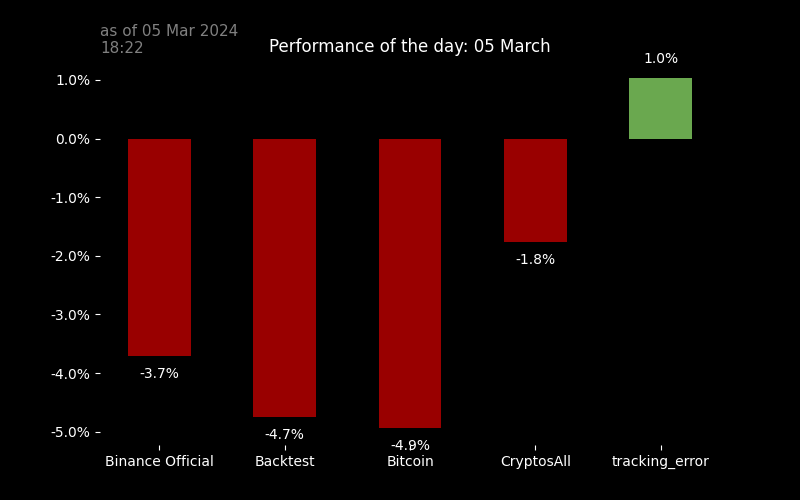 as of 05 Mar 2024
18:22
Performance of the day: 05 March
1.0%
1.0%
0.0%
-1.0%
-2.0%
-3.0%
-4.0%
-5.0%
-3.7%
-4.7%
-4.9%
-1.8%
Binance Official
Backtest
Bitcoin
CryptosAll
tracking_error